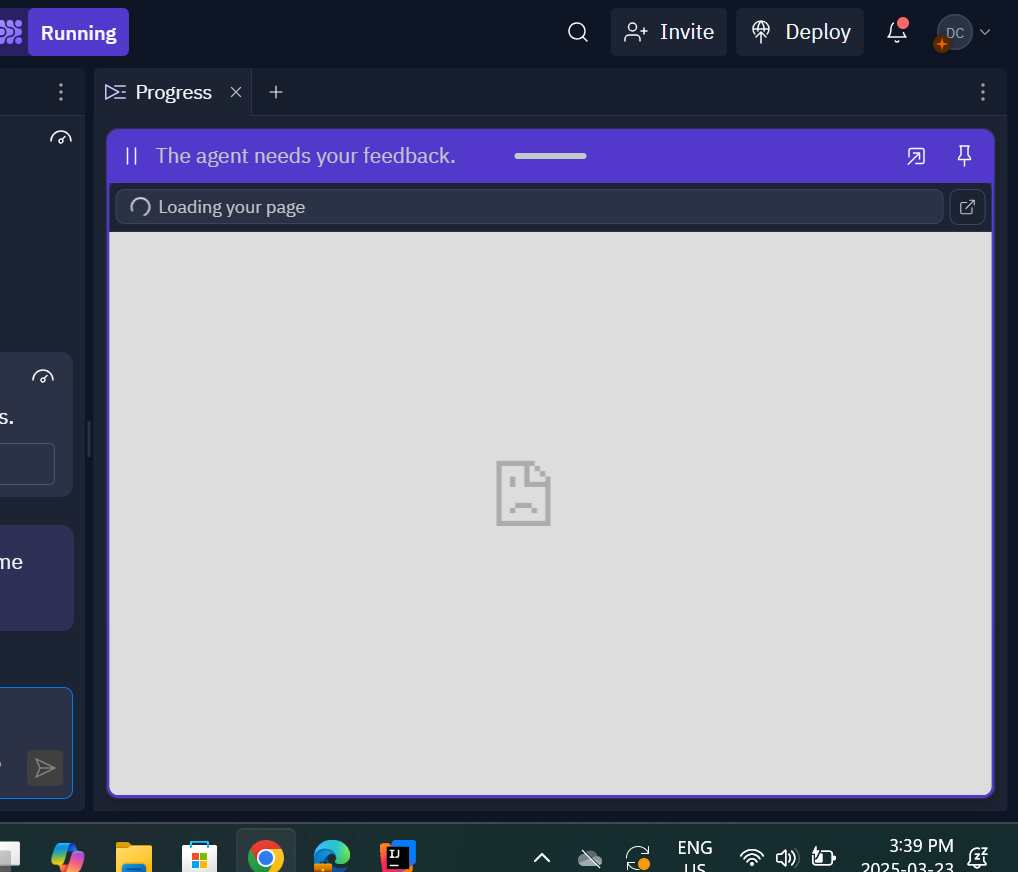 Running
Invite
Deploy
DC
Progress
The agent needs your feedback.
Loading your page
s.
me
IJ
ENG
US
3:39 PM
2025-03-23